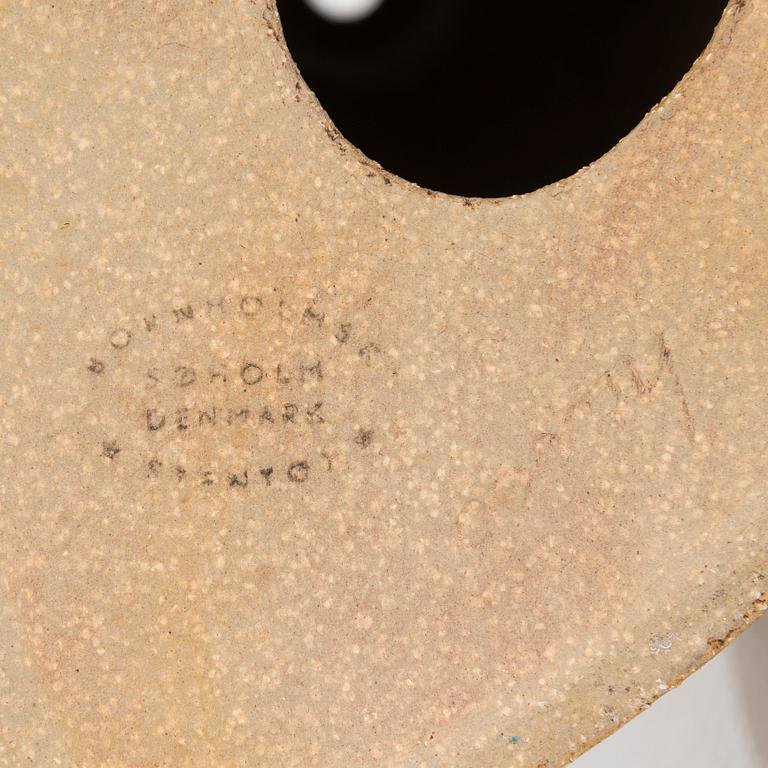 BORNHOLMSK
SØHOLM
DENMARK
* STENTØJ *